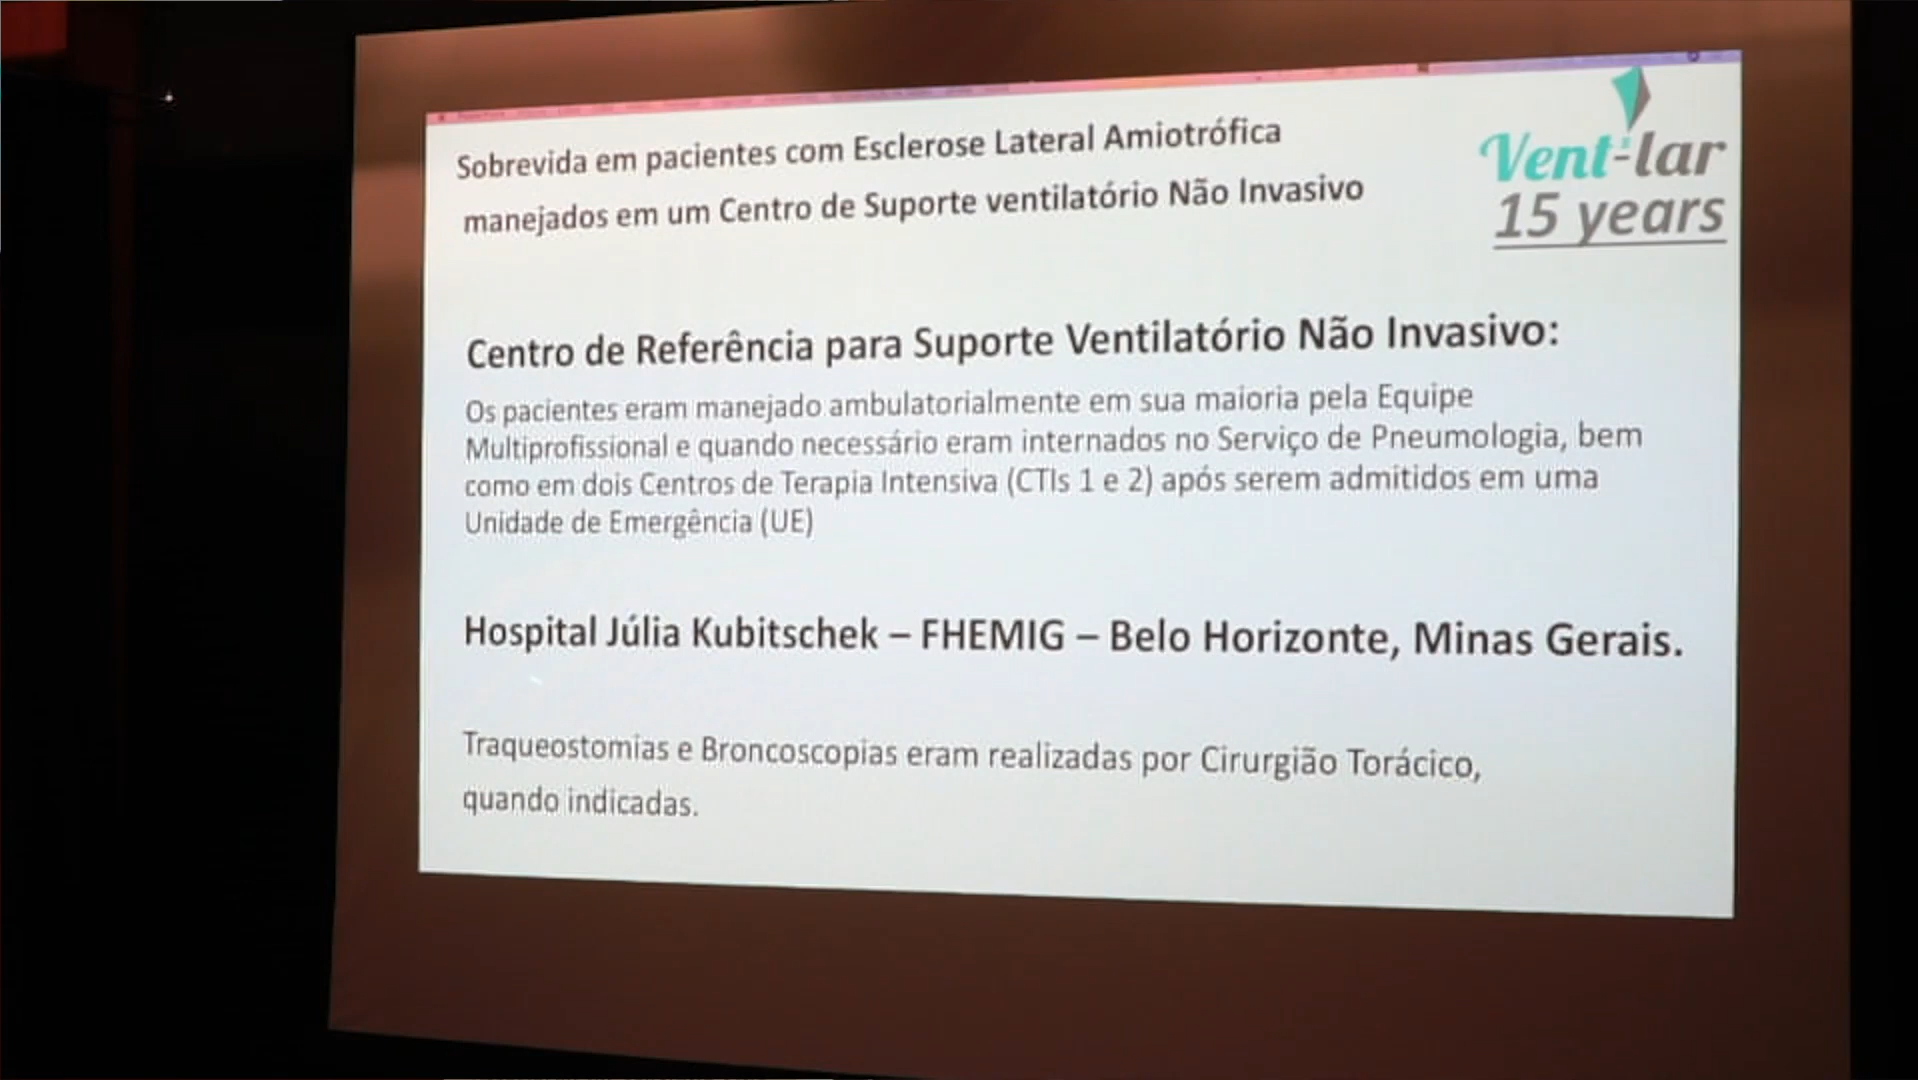 Sobrevida em pacientes com Esclerose Lateral Amiotrófica
manejados em um Centro de Suporte ventilatório Não Invasivo
Vent-lar
15 years
Centro de Referência para Suporte Ventilatório Não Invasivo:
Os pacientes eram manejado ambulatorialmente em sua maioria pela Equipe
Multiprofissional e quando necessário eram internados no Serviço de Pneumologia, bem
como em dois Centros de Terapia Intensiva (CTIs 1 e 2) após serem admitidos em uma
Unidade de Emergência (UE)
Hospital Júlia Kubitschek – FHEMIG – Belo Horizonte, Minas Gerais.
Traqueostomias e Broncoscopias eram realizadas por Cirurgião Torácico,
quando indicadas.